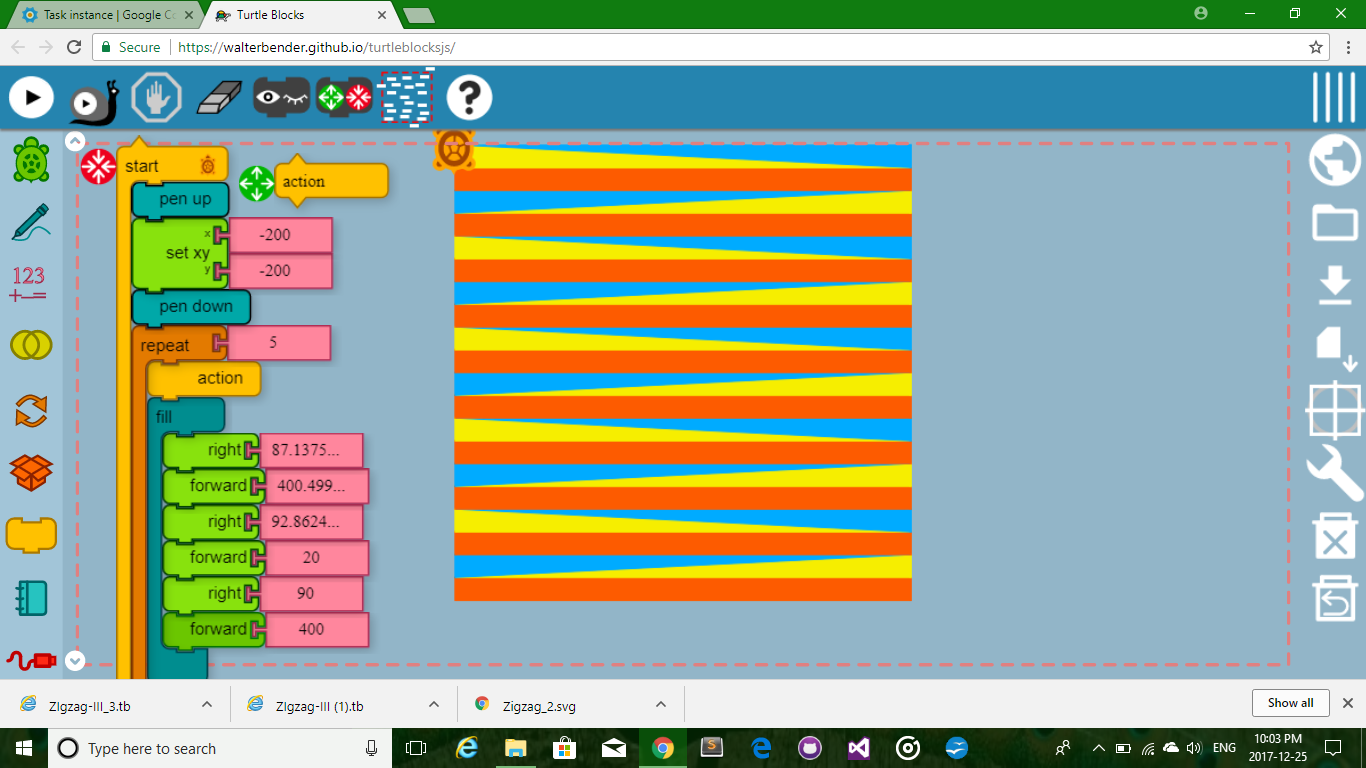 Task instance | Google Co
Turtle Blocks
Secure
https://walterbender.github.io/turtleblocksjs/
?
start
action
pen up
set xy
x
-200
y
-200
pen down
repeat
5
action
fill
right
87.1375...
forward
400.499...
right
92.8624...
forward
20
right
90
forward
400
123
+-=
ZIgzag-III_3.tb
ZIgzag-III (1).tb
Zigzag_2.svg
Show all
Type here to search
S
ENG
10:03 PM
2017-12-25